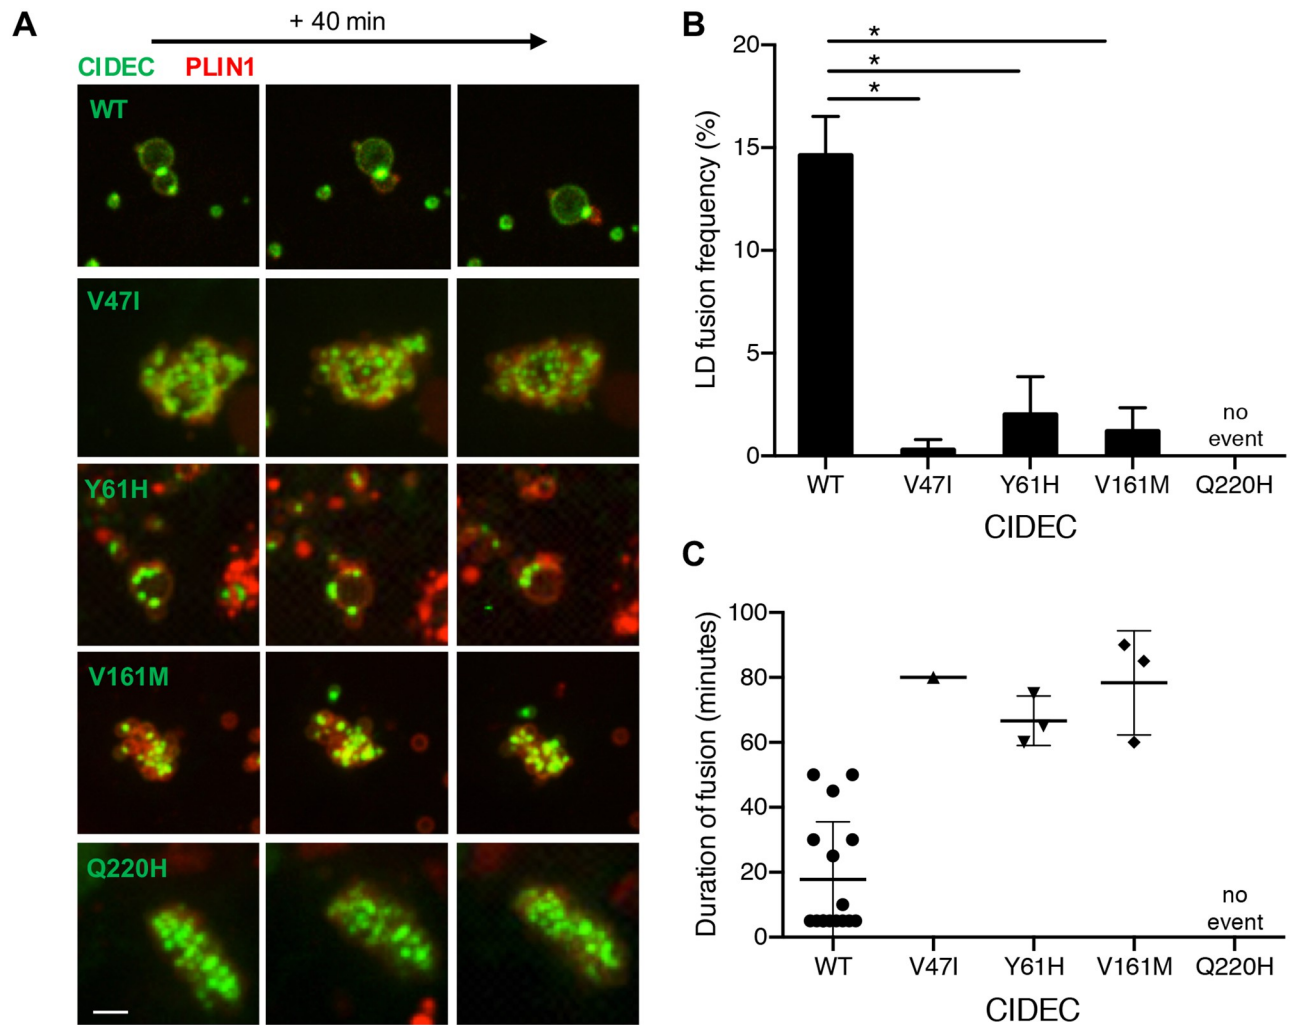 A
+ 40 min
CIDEC PLIN1
WT
V47I
Y61H
V161M
Q220H
B
LD fusion frequency (%)
20
15
10
5
0
*
*
*
no
event
WT V47I Y61H V161M Q220H
CIDEC
C
Duration of fusion (minutes)
100
80
60
40
20
0
no
event
WT V47I Y61H V161M Q220H
CIDEC